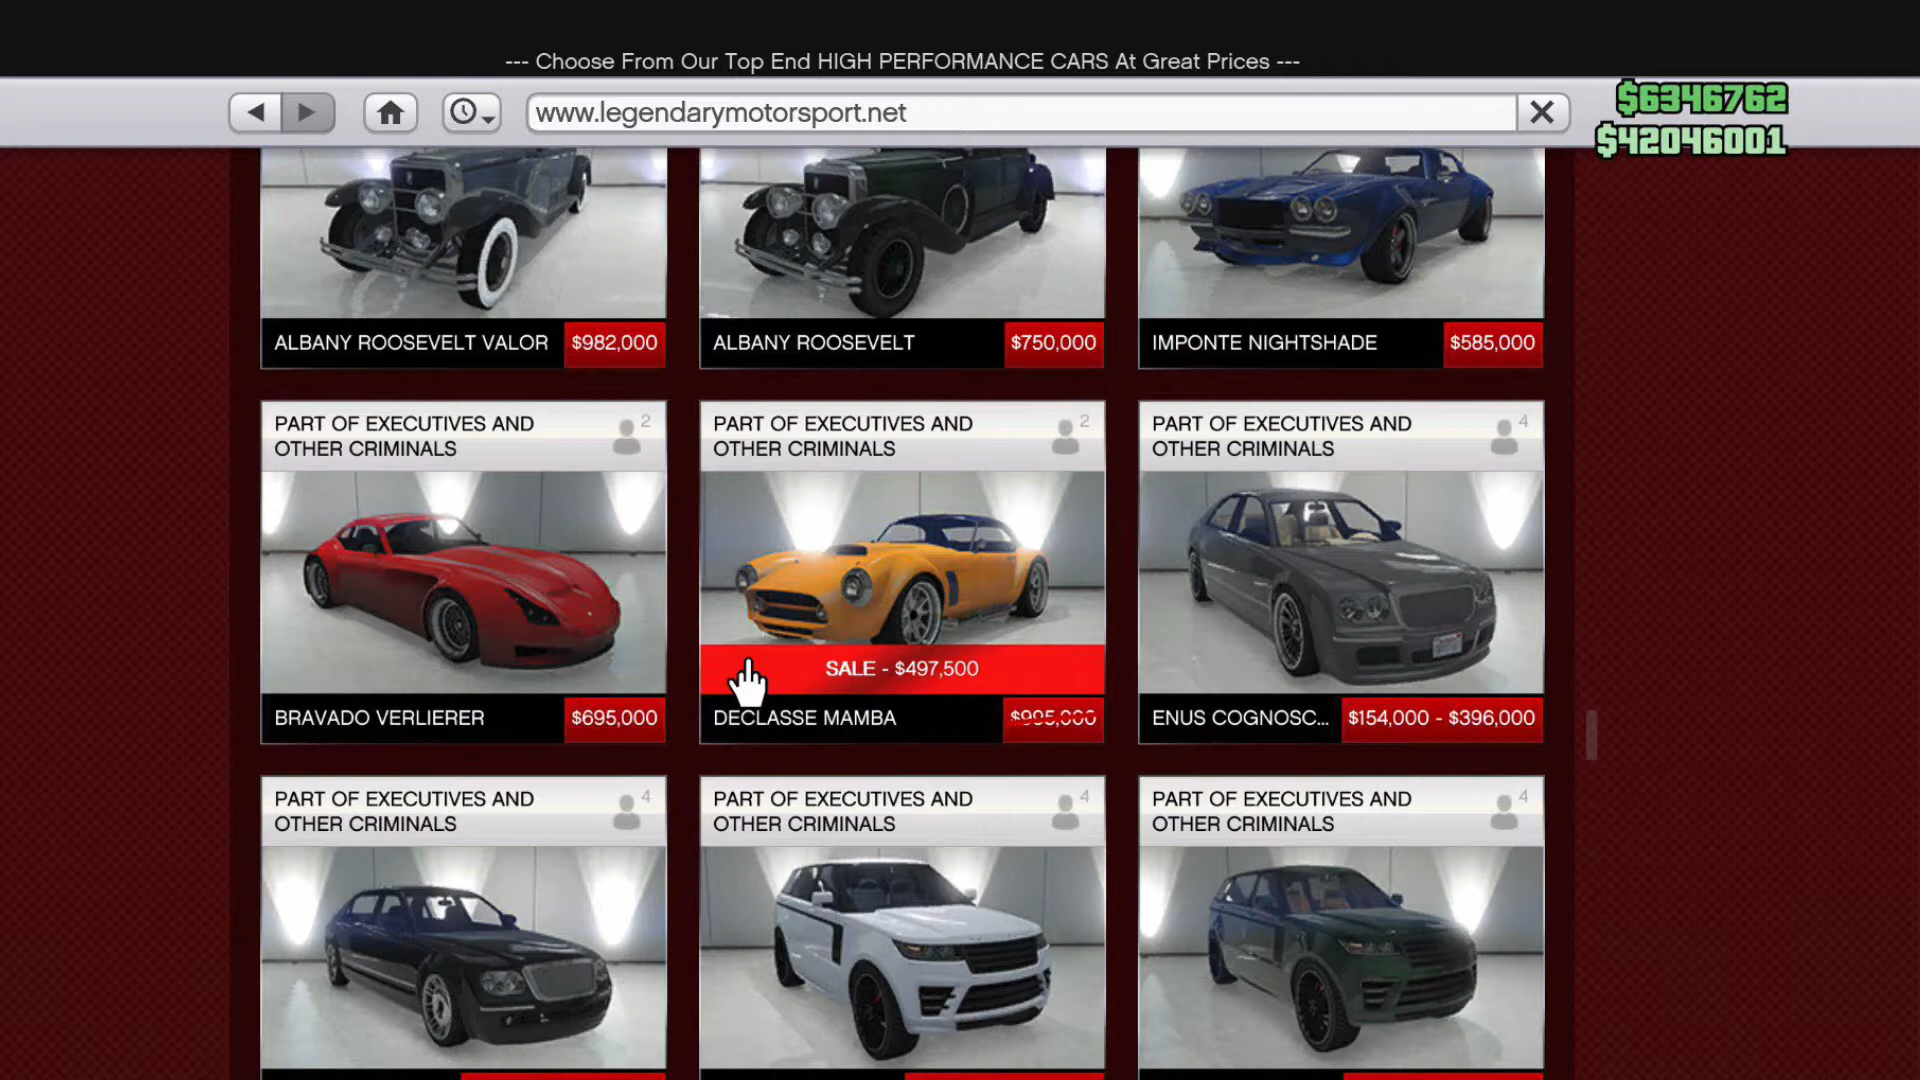 --- Choose From Our Top End HIGH PERFORMANCE CARS At Great Prices ---
www.legendarymotorsport.net
$6346762
$42046001
ALBANY ROOSEVELT VALOR $982,000
ALBANY ROOSEVELT $750,000
IMPONTE NIGHTSHADE $585,000
PART OF EXECUTIVES AND
OTHER CRIMINALS
2
BRAVADO VERLIERER $695,000
PART OF EXECUTIVES AND
OTHER CRIMINALS
2
SALE - $497,500
DECLASSE MAMBA $995,000
PART OF EXECUTIVES AND
OTHER CRIMINALS
4
ENUS COGNOSC... $154,000 - $396,000
PART OF EXECUTIVES AND
OTHER CRIMINALS
4
PART OF EXECUTIVES AND
OTHER CRIMINALS
4
PART OF EXECUTIVES AND
OTHER CRIMINALS
4